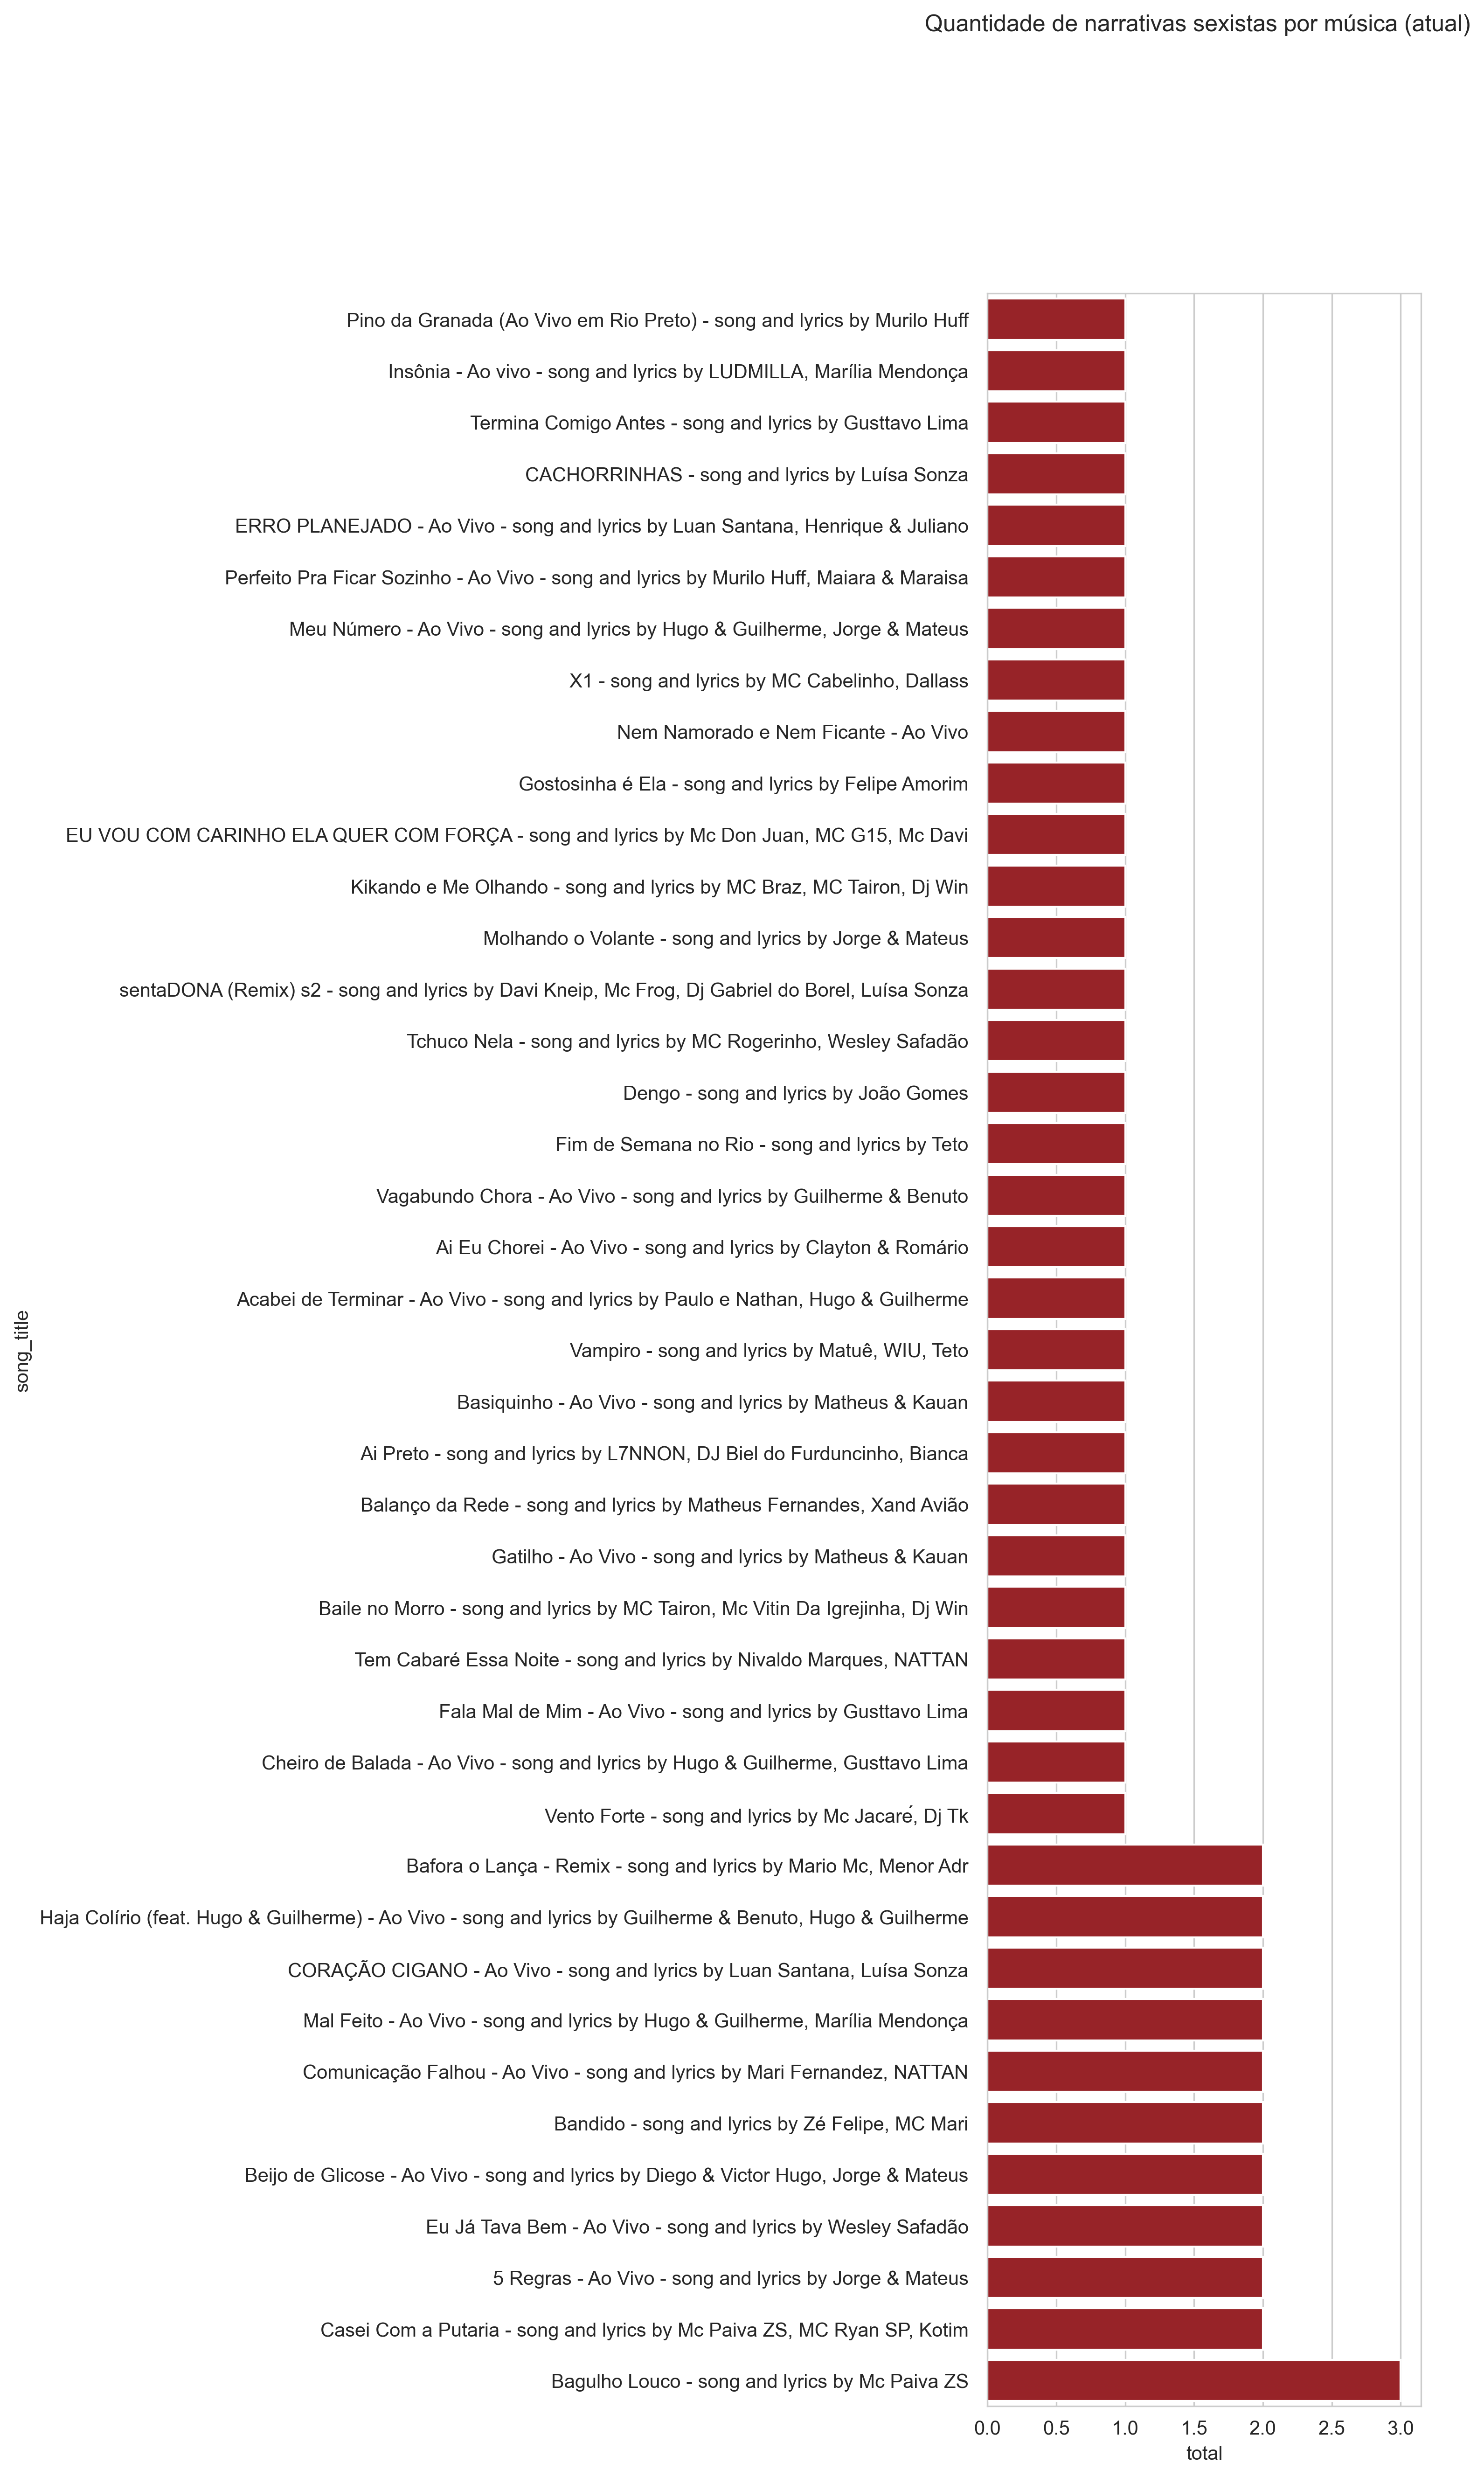 Quantidade de narrativas sexistas por música (atual)
Pino da Granada (Ao Vivo em Rio Preto) - song and lyrics by Murilo Huff
Insônia - Ao vivo - song and lyrics by LUDMILLA, Marília Mendonça
Termina Comigo Antes - song and lyrics by Gusttavo Lima
CACHORRINHAS - song and lyrics by Luísa Sonza
ERRO PLANEJADO - Ao Vivo - song and lyrics by Luan Santana, Henrique & Juliano
Perfeito Pra Ficar Sozinho - Ao Vivo - song and lyrics by Murilo Huff, Maiara & Maraisa
Meu Número - Ao Vivo - song and lyrics by Hugo & Guilherme, Jorge & Mateus
X1 - song and lyrics by MC Cabelinho, Dallass
Nem Namorado e Nem Ficante - Ao Vivo
Gostosinha é Ela - song and lyrics by Felipe Amorim
EU VOU COM CARINHO ELA QUER COM FORÇA - song and lyrics by Mc Don Juan, MC G15, Mc Davi
Kikando e Me Olhando - song and lyrics by MC Braz, MC Tairon, Dj Win
Molhando o Volante - song and lyrics by Jorge & Mateus
sentaDONA (Remix) s2 - song and lyrics by Davi Kneip, Mc Frog, Dj Gabriel do Borel, Luísa Sonza
Tchuco Nela - song and lyrics by MC Rogerinho, Wesley Safadão
Dengo - song and lyrics by João Gomes
Fim de Semana no Rio - song and lyrics by Teto
Vagabundo Chora - Ao Vivo - song and lyrics by Guilherme & Benuto
Ai Eu Chorei - Ao Vivo - song and lyrics by Clayton & Romário
Acabei de Terminar - Ao Vivo - song and lyrics by Paulo e Nathan, Hugo & Guilherme
Vampiro - song and lyrics by Matuê, WIU, Teto
Basiquinho - Ao Vivo - song and lyrics by Matheus & Kauan
Ai Preto - song and lyrics by L7NNON, DJ Biel do Furduncinho, Bianca
Balanço da Rede - song and lyrics by Matheus Fernandes, Xand Avião
Gatilho - Ao Vivo - song and lyrics by Matheus & Kauan
Baile no Morro - song and lyrics by MC Tairon, Mc Vitin Da Igrejinha, Dj Win
Tem Cabaré Essa Noite - song and lyrics by Nivaldo Marques, NATTAN
Fala Mal de Mim - Ao Vivo - song and lyrics by Gusttavo Lima
Cheiro de Balada - Ao Vivo - song and lyrics by Hugo & Guilherme, Gusttavo Lima
Vento Forte - song and lyrics by Mc Jacaré, Dj Tk
Bafora o Lança - Remix - song and lyrics by Mario Mc, Menor Adr
Haja Colírio (feat. Hugo & Guilherme) - Ao Vivo - song and lyrics by Guilherme & Benuto, Hugo & Guilherme
CORAÇÃO CIGANO - Ao Vivo - song and lyrics by Luan Santana, Luísa Sonza
Mal Feito - Ao Vivo - song and lyrics by Hugo & Guilherme, Marília Mendonça
Comunicação Falhou - Ao Vivo - song and lyrics by Mari Fernandez, NATTAN
Bandido - song and lyrics by Zé Felipe, MC Mari
Beijo de Glicose - Ao Vivo - song and lyrics by Diego & Victor Hugo, Jorge & Mateus
Eu Já Tava Bem - Ao Vivo - song and lyrics by Wesley Safadão
5 Regras - Ao Vivo - song and lyrics by Jorge & Mateus
Casei Com a Putaria - song and lyrics by Mc Paiva ZS, MC Ryan SP, Kotim
Bagulho Louco - song and lyrics by Mc Paiva ZS
song_title
0.0 0.5 1.0 1.5 2.0 2.5 3.0
total